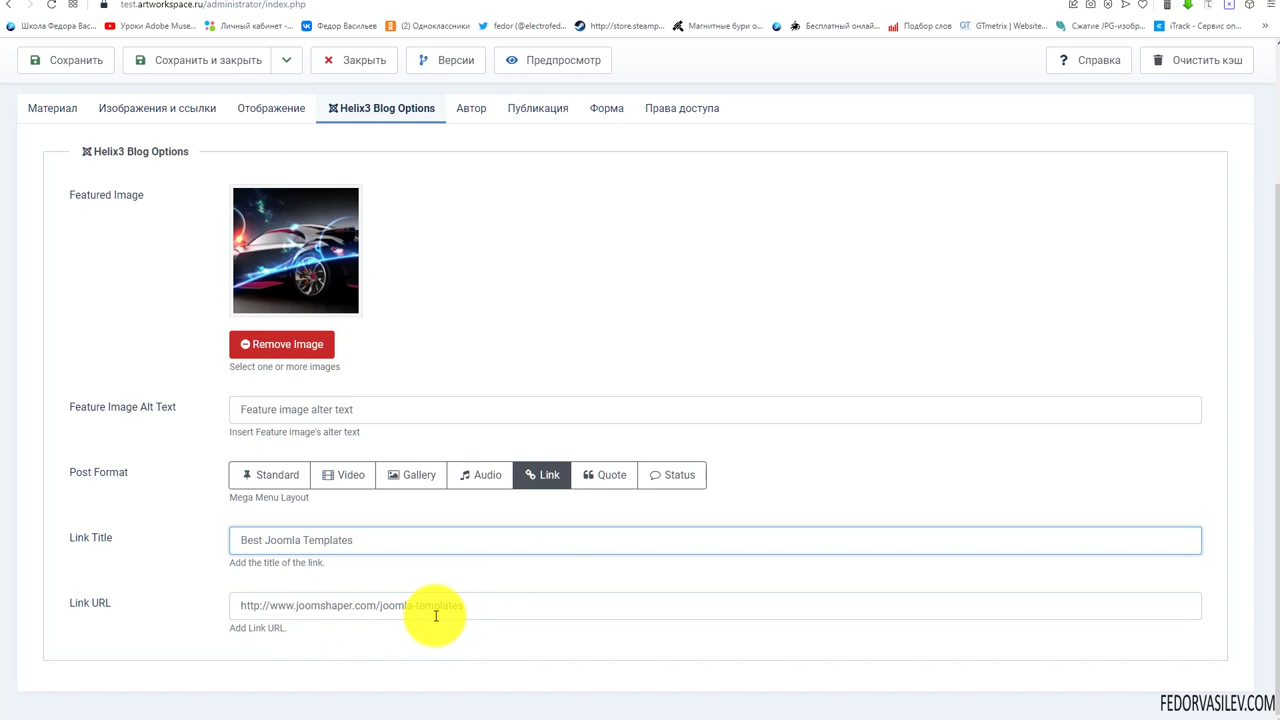 test.artworkspace.ru/administrator/index.php
Школа Федора Вас... Уроки Adobe Muse... Личный кабинет -... Федор Васильев (2) Одноклассники fedor (@electrofed... http://store.steamp... Магнитные бури о... Бесплатный онлай... Подбор слов GTmetrix | Website... Сжатие JPG-изобр... iTrack - Сервис оп...
Сохранить Сохранить и закрыть Закрыть Версии Предпросмотр Справка Очистить кэш
Материал Изображения и ссылки Отображение Helix3 Blog Options Автор Публикация Форма Права доступа
Helix3 Blog Options
Featured Image
Remove Image
Select one or more images
Feature Image Alt Text Feature image alter text
Insert Feature image's alter text
Post Format Standard Video Gallery Audio Link Quote Status
Mega Menu Layout
Link Title Best Joomla Templates
Add the title of the link.
Link URL http://www.joomshaper.com/joomla-templates
Add Link URL.
FEDORVASILEV.COM